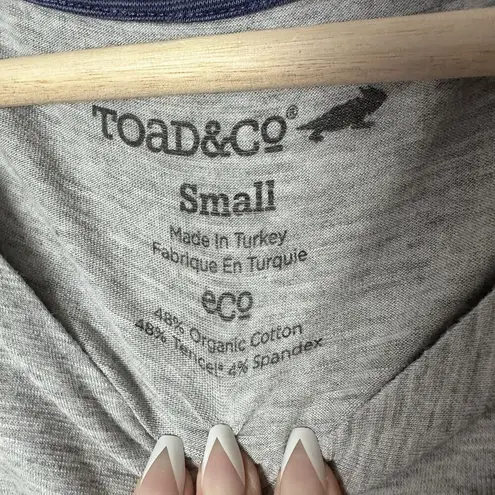 TOAD&CO®
Small
Made In Turkey
Fabrique En Turquie
eco
48% Organic Cotton
48% Tencel® 4% Spandex